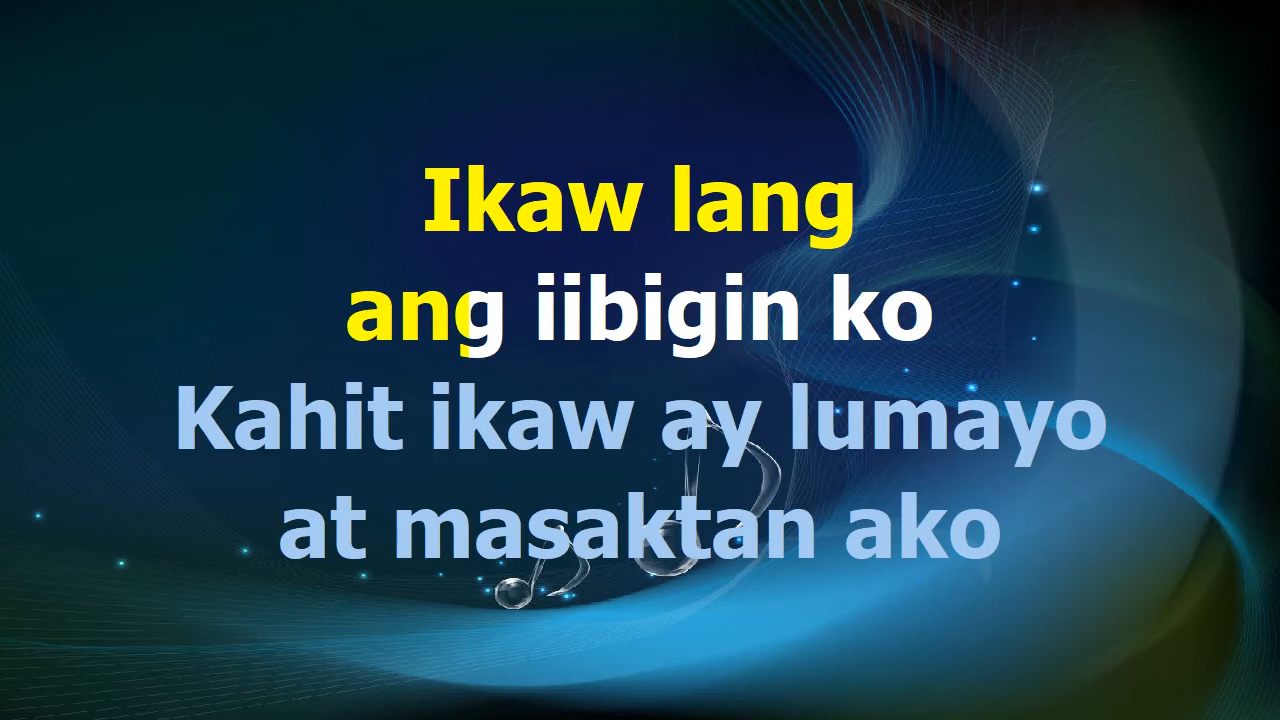 Ikaw lang
ang iibigin ko
Kahit ikaw ay lumayo
at masaktan ako